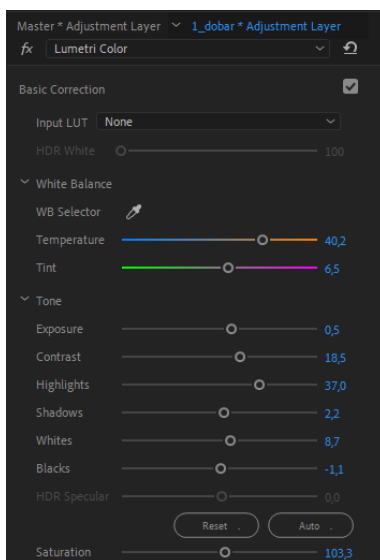 Master * Adjustment Layer 1_dobar * Adjustment Layer
fx Lumetri Color
Basic Correction
Input LUT None
HDR White 100
White Balance
WB Selector
Temperature 40,2
Tint 6,5
Tone
Exposure 0,5
Contrast 18,5
Highlights 37,0
Shadows 2,2
Whites 8,7
Blacks -1,1
HDR Specular 0,0
Reset . Auto .
Saturation 103,3